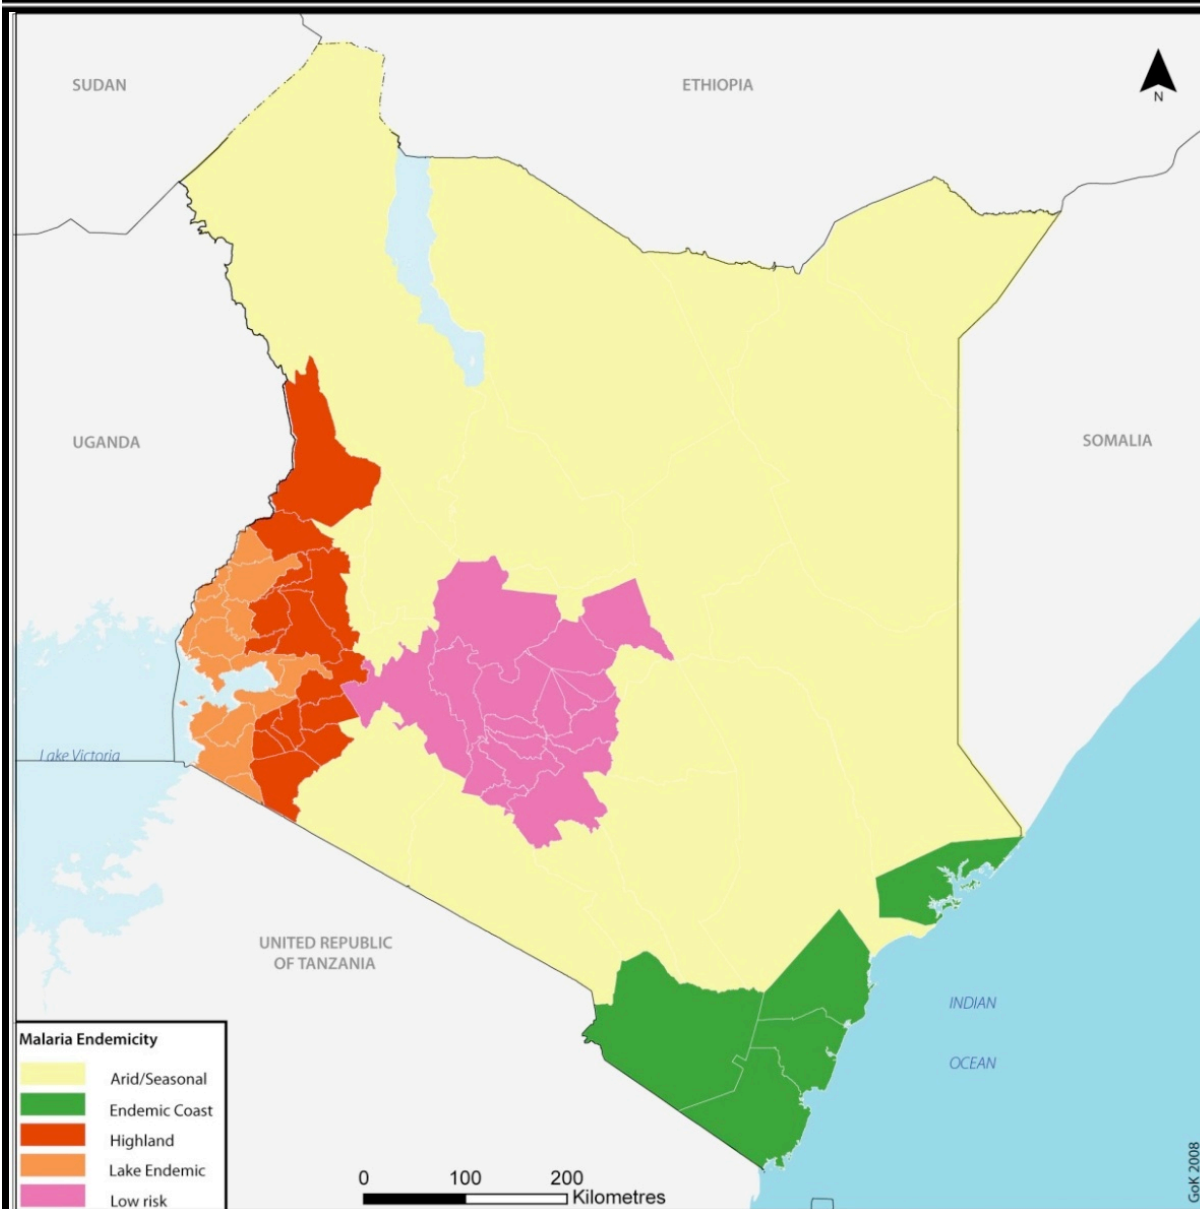 SUDAN
ETHIOPIA
N
UGANDA
SOMALIA
Lake Victoria
UNITED REPUBLIC
OF TANZANIA
INDIAN
OCEAN
Malaria Endemicity
Arid/Seasonal
Endemic Coast
Highland
Lake Endemic
Low risk
0 100 200
Kilometres
GoK 2008